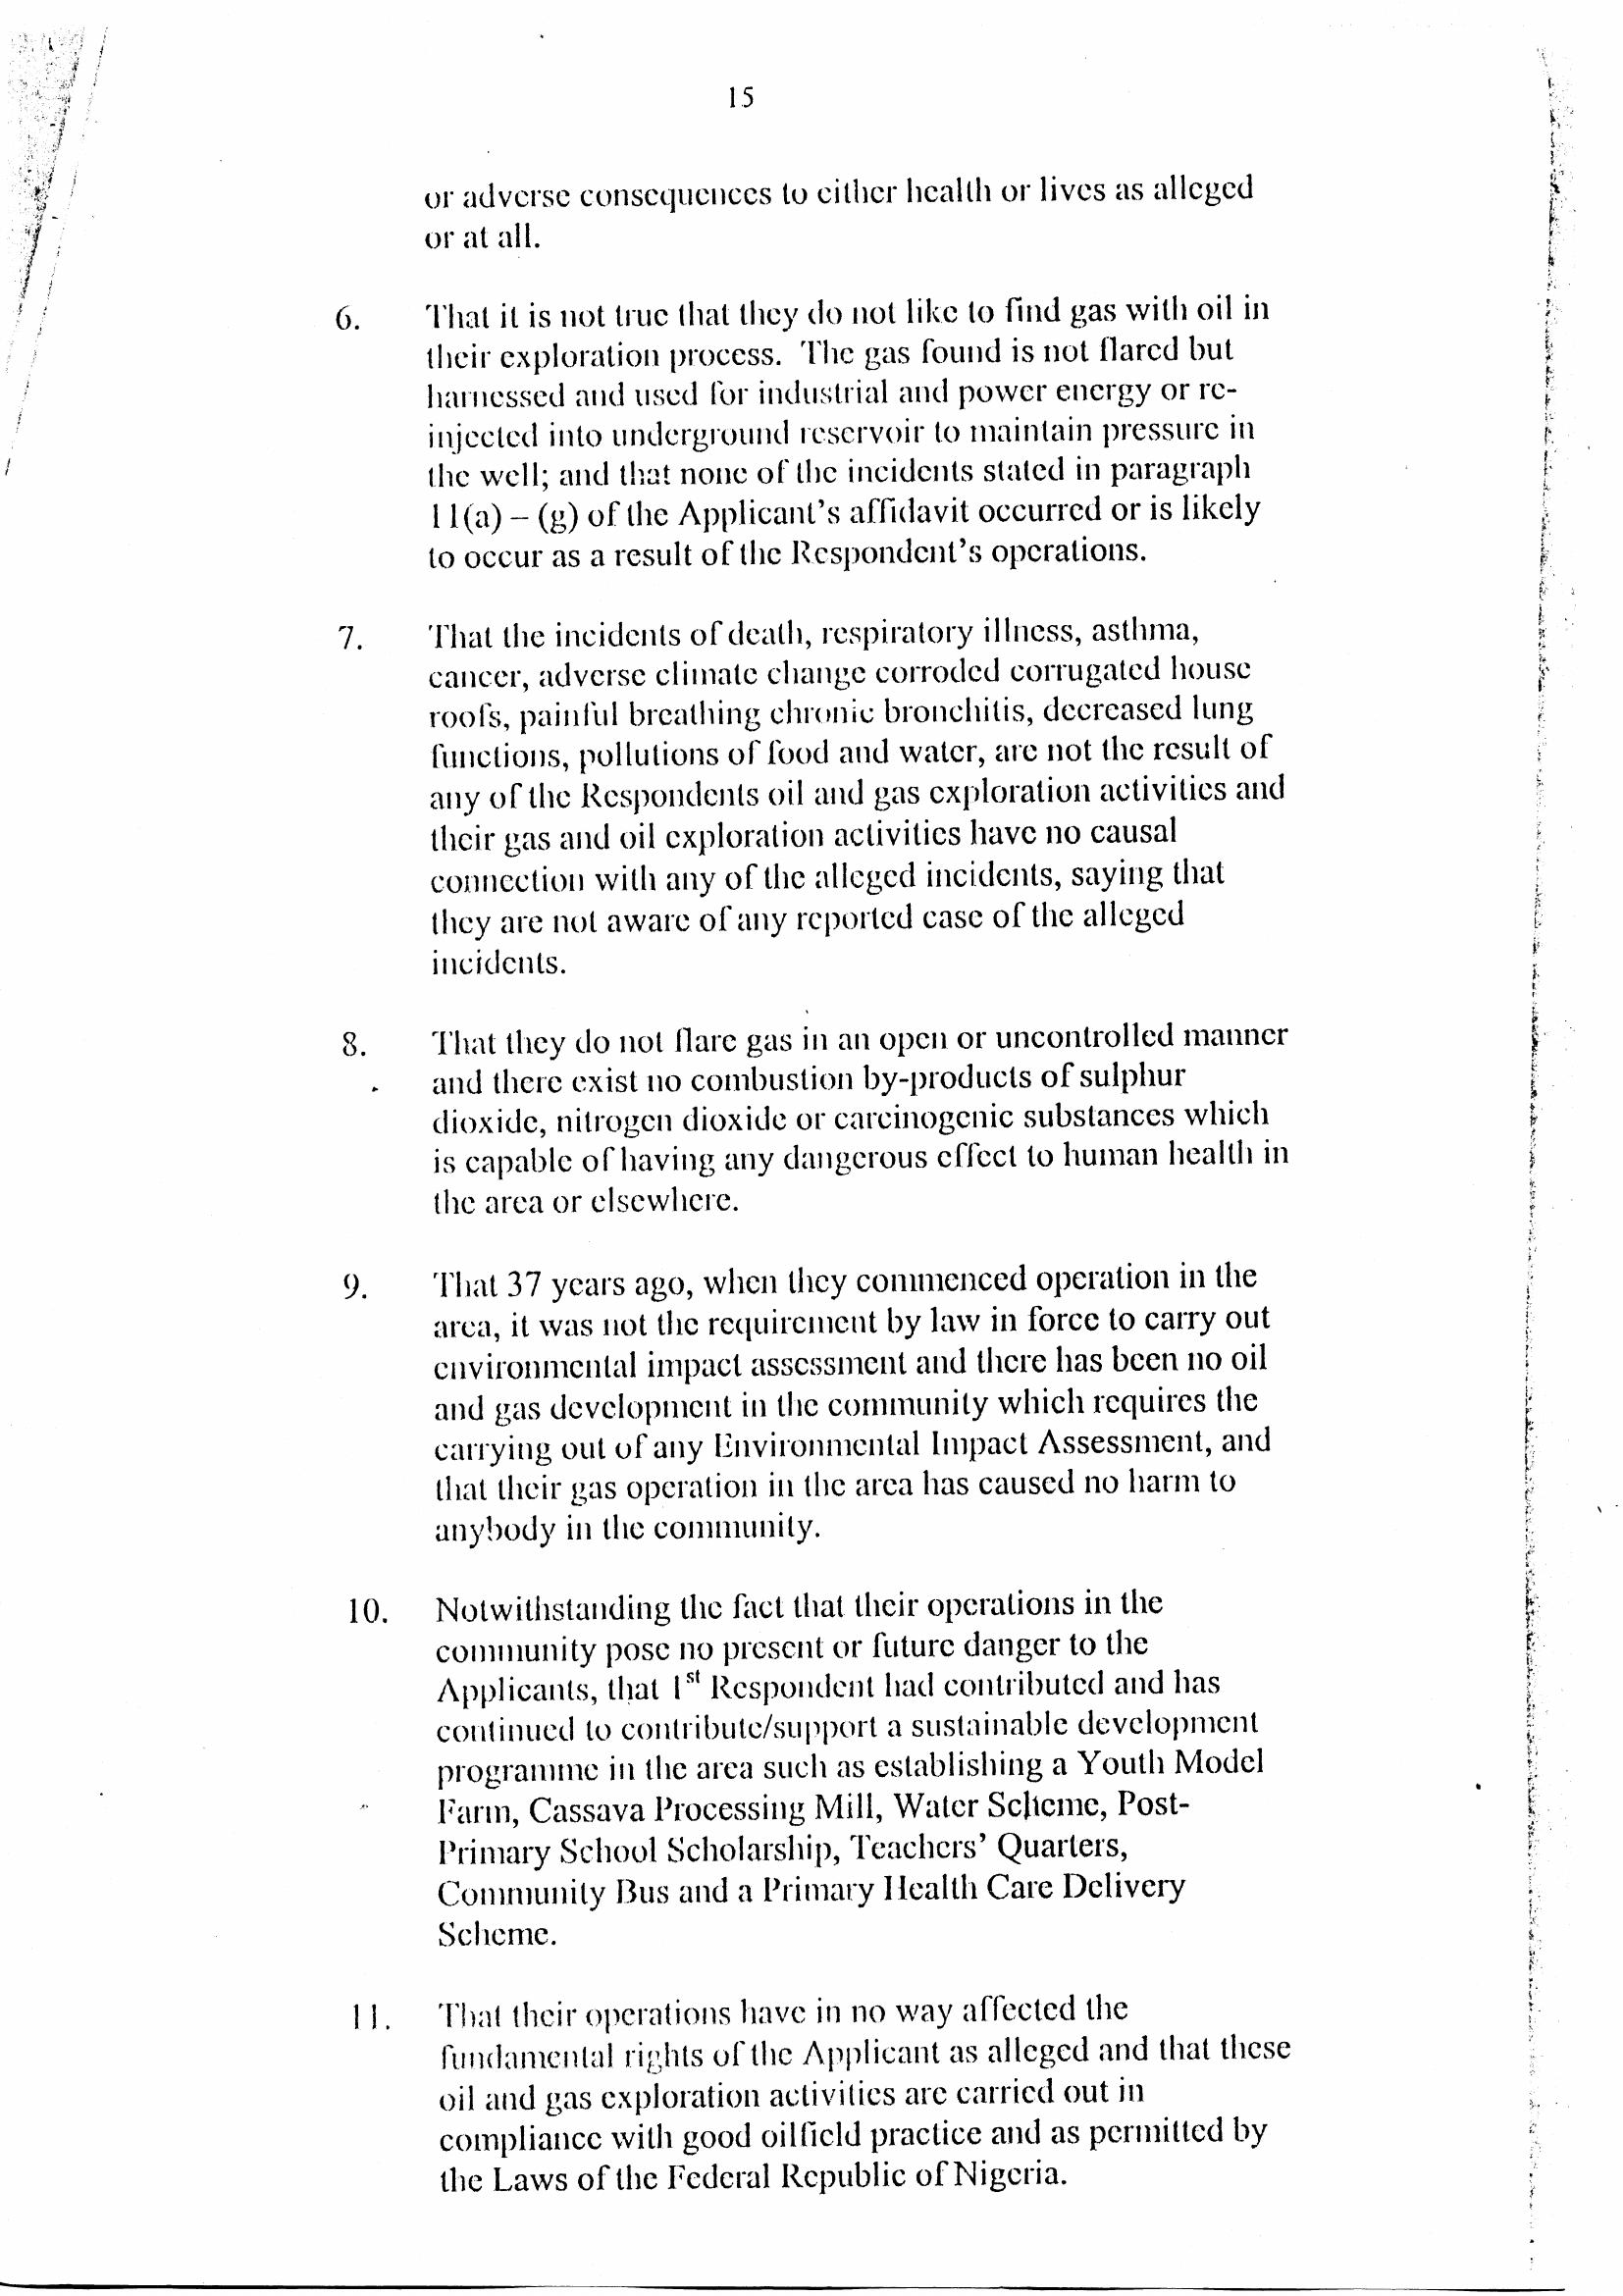 15
or adverse consequences to either health or lives as alleged
or at all.
6. That it is not true that they do not like to find gas with oil in
their exploration process. The gas found is not flared but
harnessed and used for industrial and power energy or re-
injected into underground reservoir to maintain pressure in
the well; and that none of the incidents stated in paragraph
11(a) – (g) of the Applicant's affidavit occurred or is likely
to occur as a result of the Respondent's operations.
7. That the incidents of death, respiratory illness, asthma,
cancer, adverse climate change corroded corrugated house
roofs, painful breathing chronic bronchitis, decreased lung
functions, pollutions of food and water, are not the result of
any of the Respondents oil and gas exploration activities and
their gas and oil exploration activities have no causal
connection with any of the alleged incidents, saying that
they are not aware of any reported case of the alleged
incidents.
8. That they do not flare gas in an open or uncontrolled manner
and there exist no combustion by-products of sulphur
dioxide, nitrogen dioxide or carcinogenic substances which
is capable of having any dangerous effect to human health in
the area or elsewhere.
9. That 37 years ago, when they commenced operation in the
area, it was not the requirement by law in force to carry out
environmental impact assessment and there has been no oil
and gas development in the community which requires the
carrying out of any Environmental Impact Assessment, and
that their gas operation in the area has caused no harm to
anybody in the community.
10. Notwithstanding the fact that their operations in the
community pose no present or future danger to the
Applicants, that 1st Respondent had contributed and has
continued to contribute/support a sustainable development
programme in the area such as establishing a Youth Model
Farm, Cassava Processing Mill, Water Scheme, Post-
Primary School Scholarship, Teachers' Quarters,
Community Bus and a Primary Health Care Delivery
Scheme.
11. That their operations have in no way affected the
fundamental rights of the Applicant as alleged and that these
oil and gas exploration activities are carried out in
compliance with good oilfield practice and as permitted by
the Laws of the Federal Republic of Nigeria.